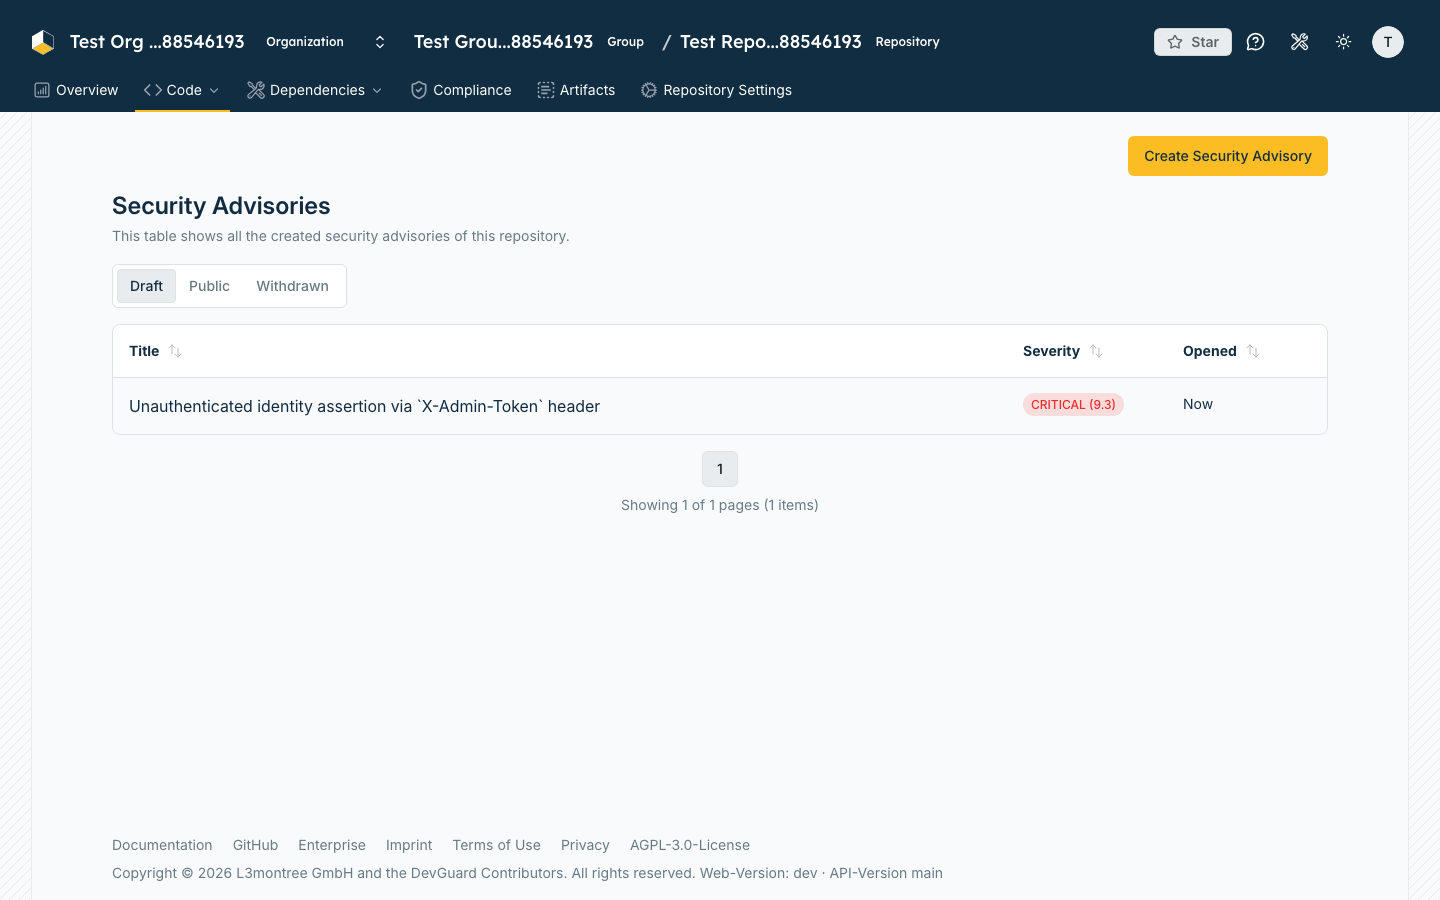 Test Org ...88546193 Organization Test Grou...88546193 Group / Test Repo...88546193 Repository Star T
Overview Code Dependencies Compliance Artifacts Repository Settings
Create Security Advisory
Security Advisories
This table shows all the created security advisories of this repository.
Draft Public Withdrawn
Title Severity Opened
Unauthenticated identity assertion via `X-Admin-Token` header CRITICAL (9.3) Now
1
Showing 1 of 1 pages (1 items)
Documentation GitHub Enterprise Imprint Terms of Use Privacy AGPL-3.0-License
Copyright © 2026 L3montree GmbH and the DevGuard Contributors. All rights reserved. Web-Version: dev · API-Version main